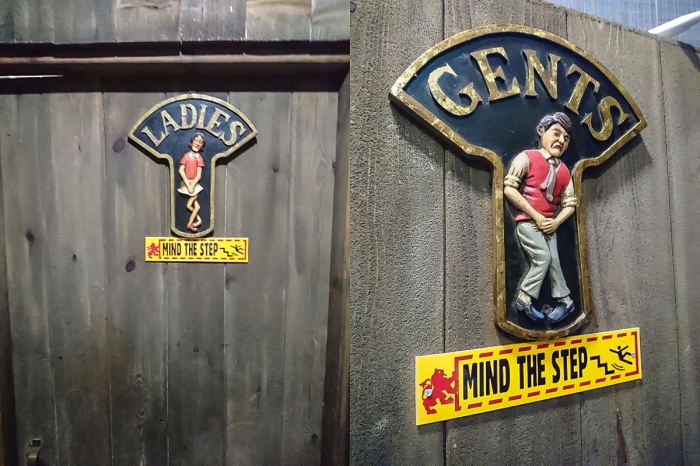 LADIES
MIND THE STEP
GENTS
MIND THE STEP